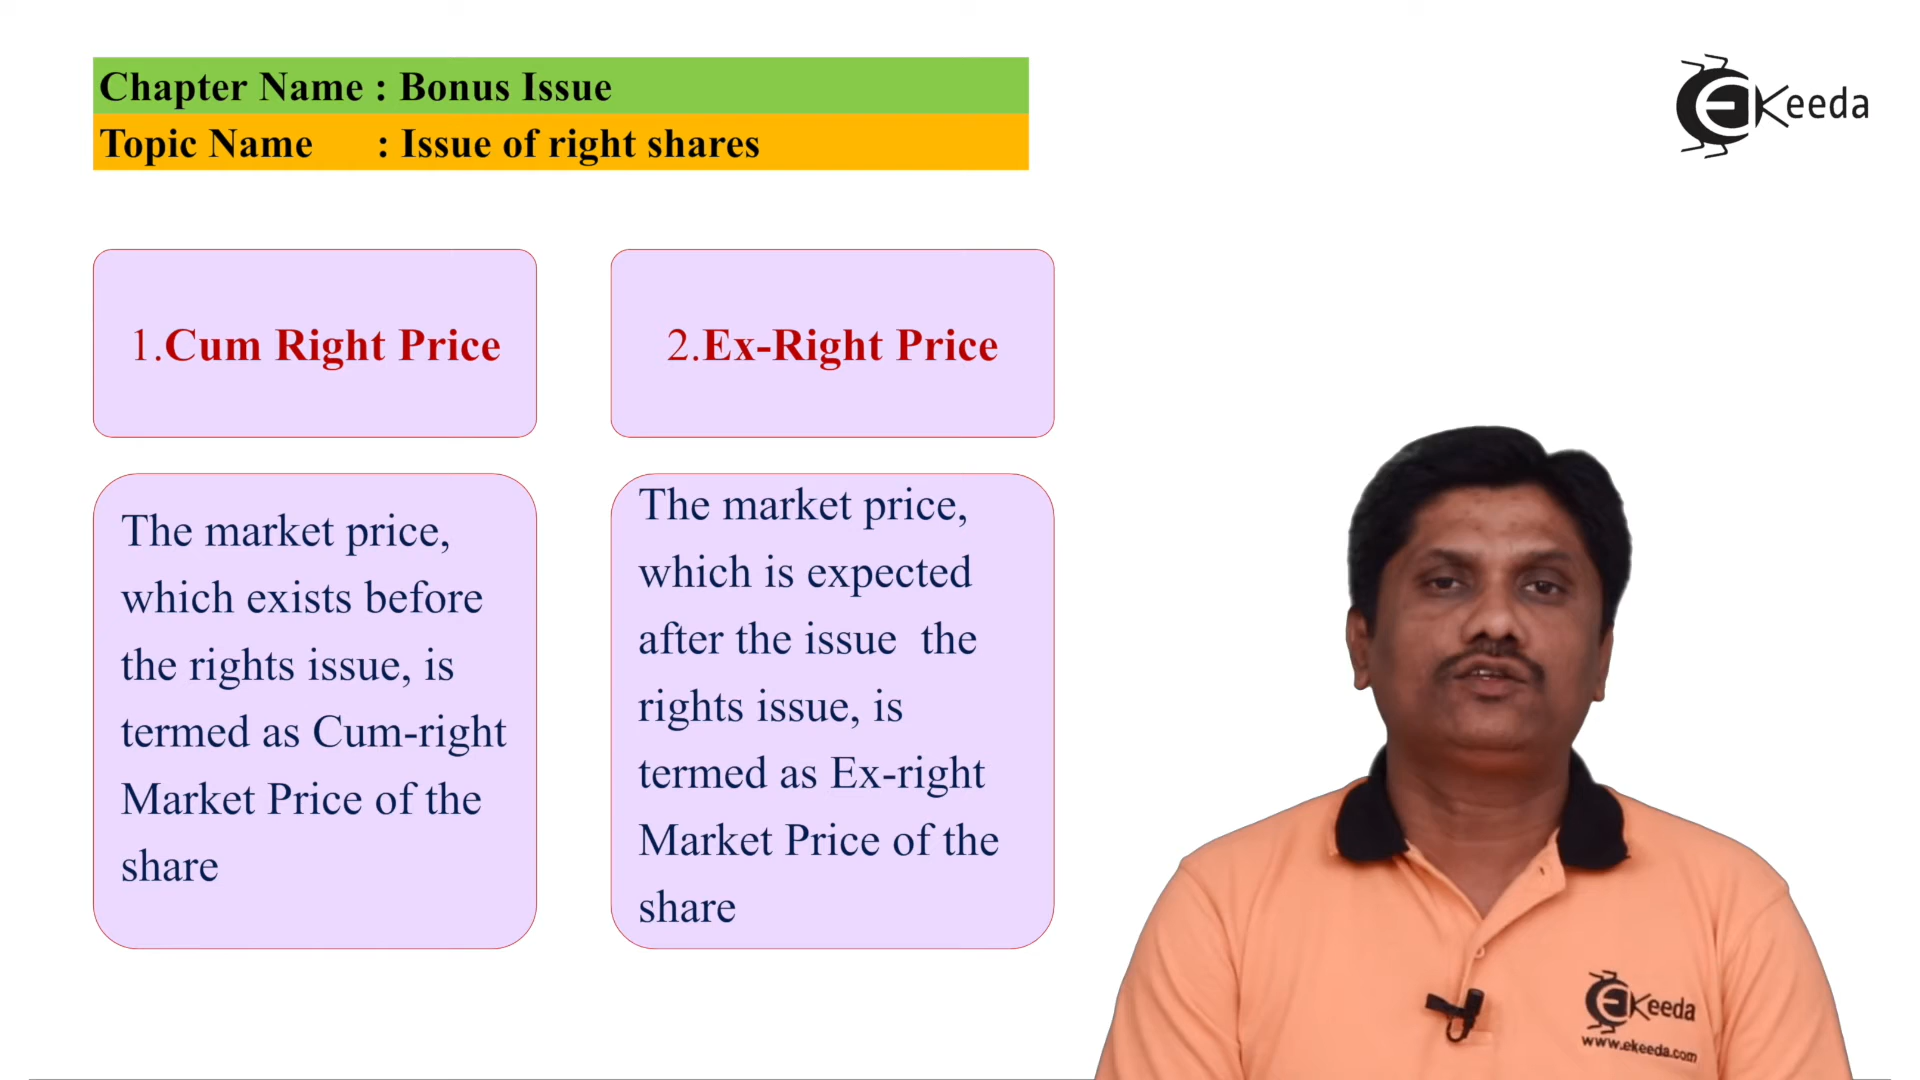 Chapter Name : Bonus Issue
Topic Name : Issue of right shares
EKeeda
1.Cum Right Price
2.Ex-Right Price
The market price,
which exists before
the rights issue, is
termed as Cum-right
Market Price of the
share
The market price,
which is expected
after the issue the
rights issue, is
termed as Ex-right
Market Price of the
share
EKeeda
www.ekeeda.com